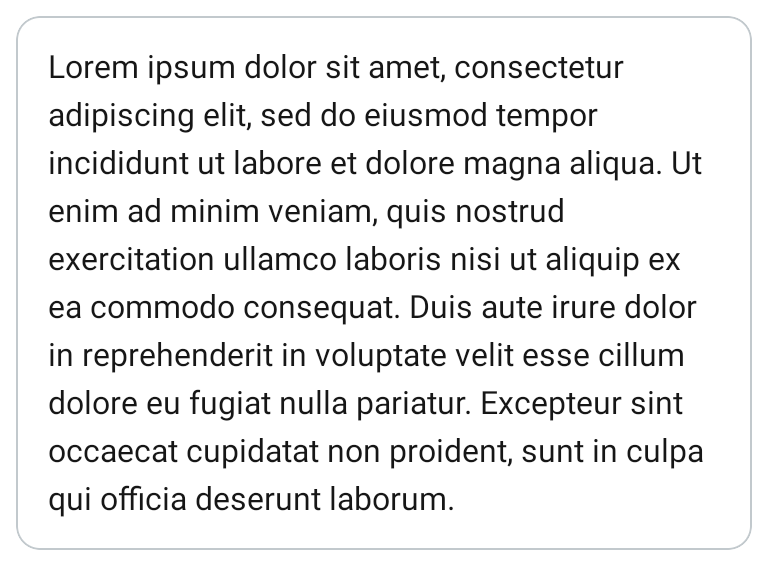 Lorem ipsum dolor sit amet, consectetur
adipiscing elit, sed do eiusmod tempor
incididunt ut labore et dolore magna aliqua. Ut
enim ad minim veniam, quis nostrud
exercitation ullamco laboris nisi ut aliquip ex
ea commodo consequat. Duis aute irure dolor
in reprehenderit in voluptate velit esse cillum
dolore eu fugiat nulla pariatur. Excepteur sint
occaecat cupidatat non proident, sunt in culpa
qui officia deserunt laborum.